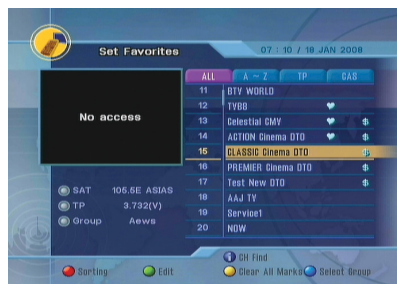 Set Favorites
07 : 10 / 18 JAN 2008
ALL A ~ Z TP CAS
No access
11 BTV WORLD
12 TVBB
13 Celestial CMV $
14 ACTION Cinema DTO $
15 CLASSIC Cinema DTO $
16 PREMIER Cinema DTO $
17 Test New DTO $
18 AAJ TV
19 Service1
20 NOW
SAT 105.5E ASIAS
TP 3.732(V)
Group Aews
i CH Find
Sorting Edit Clear All Marks Select Group